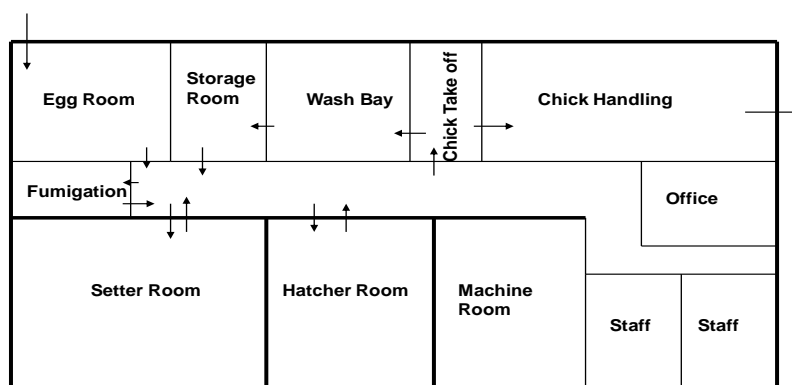 Egg Room
Storage
Room
Wash Bay
Chick Take off
Chick Handling
Fumigation
Office
Setter Room
Hatcher Room
Machine
Room
Staff
Staff